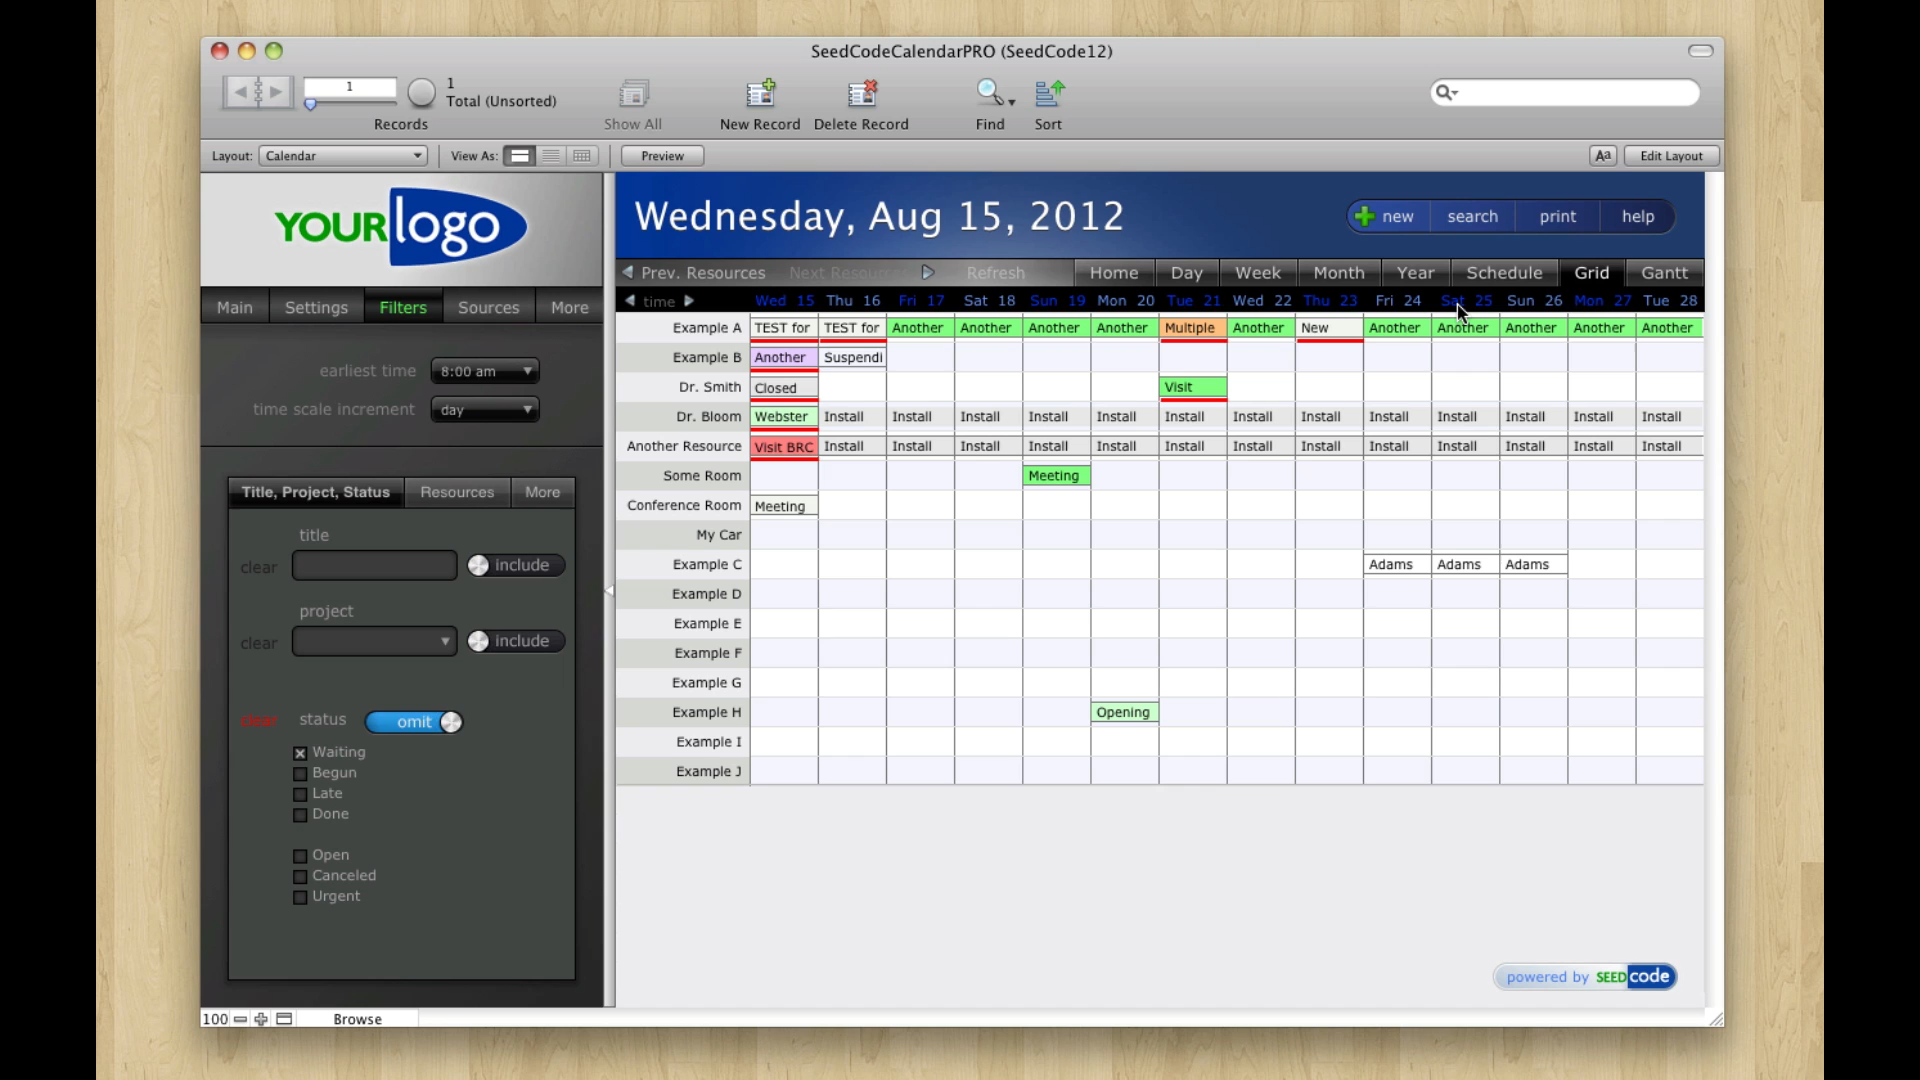 SeedCodeCalendarPRO (SeedCode12)
1
1
Total (Unsorted)
Records
Show All
New Record
Delete Record
Find
Sort
Layout: Calendar
View As:
Preview
Aa
Edit Layout
YOUR logo
Wednesday, Aug 15, 2012
new search print help
Prev. Resources Next Resources Refresh
Home Day Week Month Year Schedule Grid Gantt
Main Settings Filters Sources More
time Wed 15 Thu 16 Fri 17 Sat 18 Sun 19 Mon 20 Tue 21 Wed 22 Thu 23 Fri 24 Sat 25 Sun 26 Mon 27 Tue 28
Example A TEST for TEST for Another Another Another Another Multiple Another New Another Another Another Another Another
Example B Another Suspendi
Dr. Smith Closed Visit
Dr. Bloom Webster Install Install Install Install Install Install Install Install Install Install Install Install Install
Another Resource Visit BRC Install Install Install Install Install Install Install Install Install Install Install Install Install
Some Room Meeting
Conference Room Meeting
My Car
Example C Adams Adams Adams
Example D
Example E
Example F
Example G
Example H Opening
Example I
Example J
earliest time 8:00 am
time scale increment day
Title, Project, Status Resources More
title
clear include
project
clear include
clear status omit
Waiting
Begun
Late
Done
Open
Canceled
Urgent
powered by SEEDcode
100 Browse